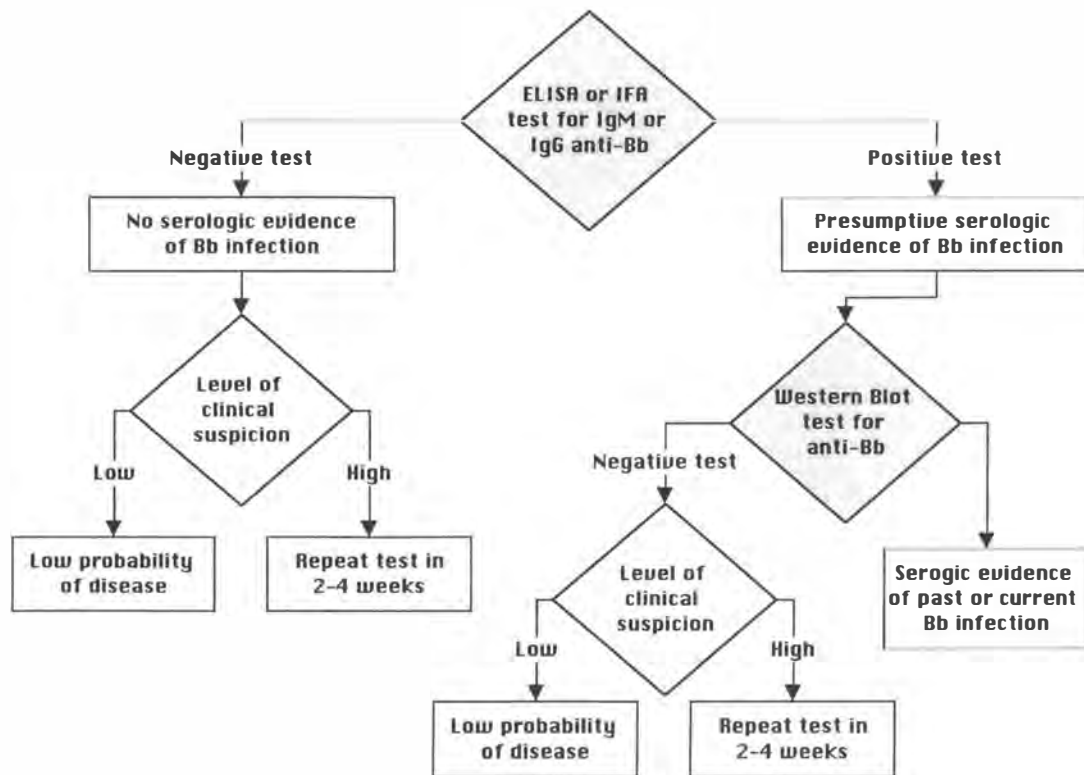 ELISA or IFA
test for IgM or
IgG anti-Bb
Negative test
Positive test
No serologic evidence
of Bb infection
Presumptive serologic
evidence of Bb infection
Level of
clinical
suspicion
Low
High
Low probability
of disease
Repeat test in
2-4 weeks
Western Blot
test for
anti-Bb
Negative test
Level of
clinical
suspicion
Low
High
Low probability
of disease
Repeat test in
2-4 weeks
Serogic evidence
of past or current
Bb infection